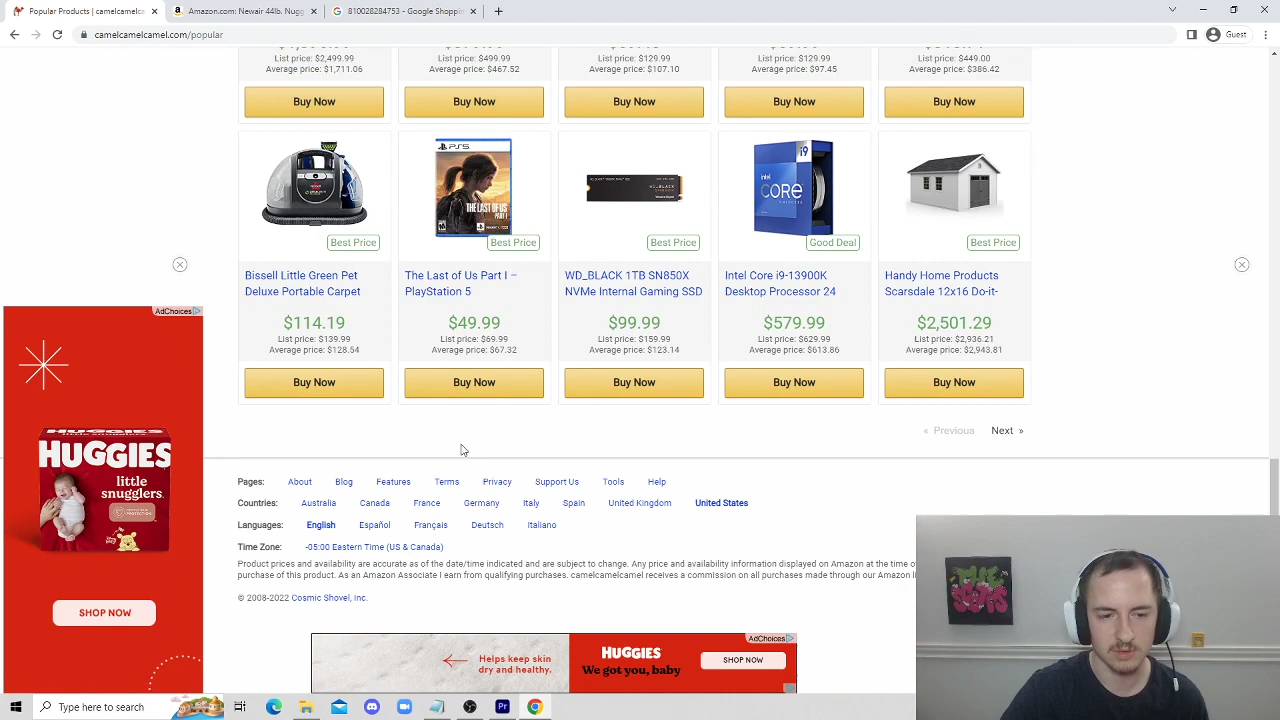 Popular Products | camelcamelc
Amazon.com: Newair 44lb. Nugg
810028284753 - Google Shoppin
camelcamelcamel.com/popular
Guest
List price: $2,499.99
Average price: $1,711.06
List price: $499.99
Average price: $467.52
List price: $129.99
Average price: $107.10
List price: $129.99
Average price: $97.45
List price: $449.00
Average price: $386.42
Buy Now
Buy Now
Buy Now
Buy Now
Buy Now
Best Price
Best Price
Best Price
Good Deal
Best Price
Bissell Little Green Pet
Deluxe Portable Carpet
$114.19
List price: $139.99
Average price: $128.54
Buy Now
The Last of Us Part I –
PlayStation 5
$49.99
List price: $69.99
Average price: $67.32
Buy Now
WD_BLACK 1TB SN850X
NVMe Internal Gaming SSD
$99.99
List price: $159.99
Average price: $123.14
Buy Now
Intel Core i9-13900K
Desktop Processor 24
$579.99
List price: $629.99
Average price: $613.86
Buy Now
Handy Home Products
Scarsdale 12x16 Do-it-
$2,501.29
List price: $2,936.21
Average price: $2,943.81
Buy Now
PS5
THE LAST OF US
PART I
WD_BLACK
intel
CORE
i9
« Previous Next »
AdChoices
HUGGIES
little
snugglers
SHOP NOW
Pages: About Blog Features Terms Privacy Support Us Tools Help
Countries: Australia Canada France Germany Italy Spain United Kingdom United States
Languages: English Español Français Deutsch Italiano
Time Zone: -05:00 Eastern Time (US & Canada)
Product prices and availability are accurate as of the date/time indicated and are subject to change. Any price and availability information displayed on Amazon at the time o
purchase of this product. As an Amazon Associate I earn from qualifying purchases. camelcamelcamel receives a commission on all purchases made through our Amazon l
© 2008-2022 Cosmic Shovel, Inc.
AdChoices
Helps keep skin
dry and healthy.
HUGGIES
We got you, baby
SHOP NOW
Type here to search